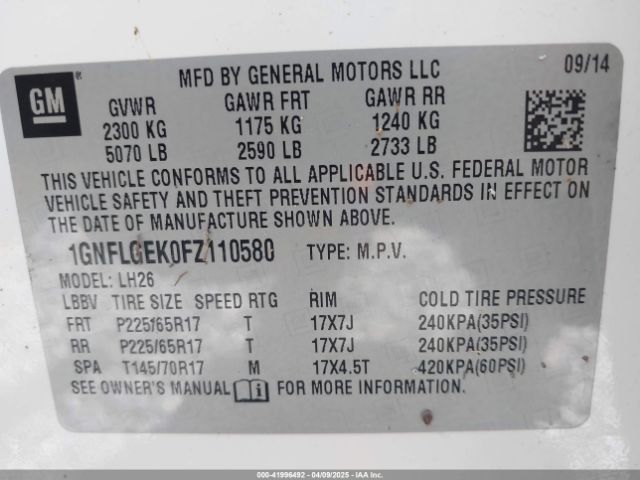 GM
MFD BY GENERAL MOTORS LLC 09/14
GVWR GAWR FRT GAWR RR
2300 KG 1175 KG 1240 KG
5070 LB 2590 LB 2733 LB
THIS VEHICLE CONFORMS TO ALL APPLICABLE U.S. FEDERAL MOTOR
VEHICLE SAFETY AND THEFT PREVENTION STANDARDS IN EFFECT ON
THE DATE OF MANUFACTURE SHOWN ABOVE.
1GNFLGEK0FZ110580 TYPE: M.P.V.
MODEL: LH26
LBBV TIRE SIZE SPEED RTG RIM COLD TIRE PRESSURE
FRT P225/65R17 T 17X7J 240KPA(35PSI)
RR P225/65R17 T 17X7J 240KPA(35PSI)
SPA T145/70R17 M 17X4.5T 420KPA(60PSI)
SEE OWNER'S MANUAL FOR MORE INFORMATION.
000-41996492 - 04/09/2025 - IAAI.COM